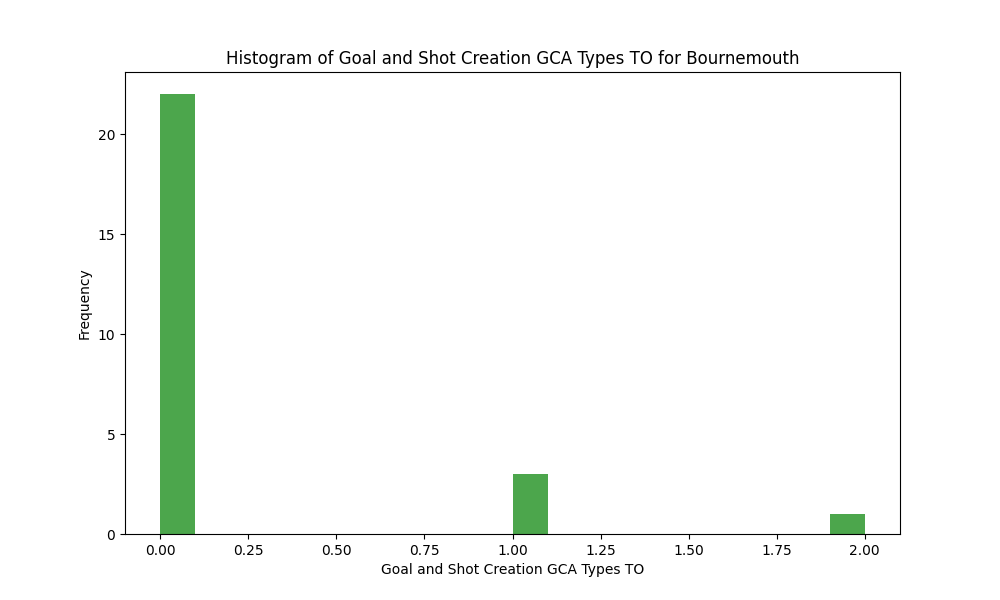 Histogram of Goal and Shot Creation GCA Types TO for Bournemouth
Frequency
20
15
10
5
0
0.00 0.25 0.50 0.75 1.00 1.25 1.50 1.75 2.00
Goal and Shot Creation GCA Types TO